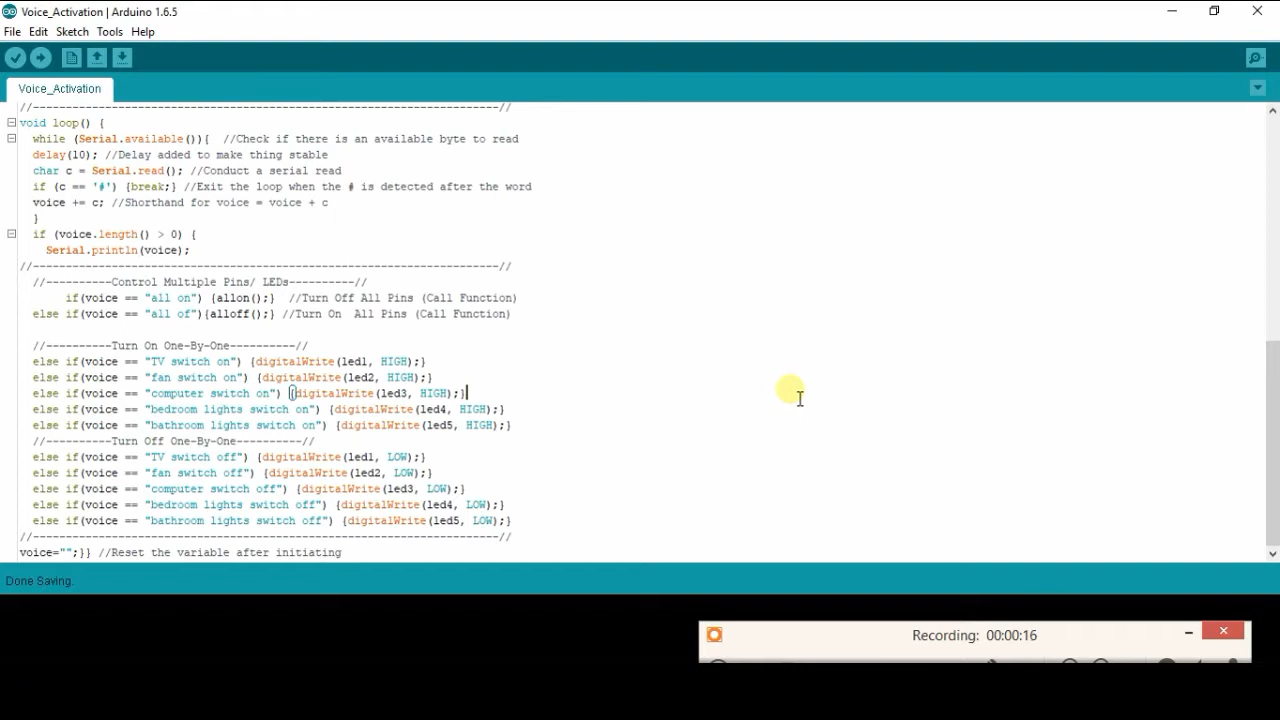 Voice_Activation | Arduino 1.6.5
File Edit Sketch Tools Help
Voice_Activation
//-----------------------------------------------------------------------//
void loop() {
while (Serial.available()){ //Check if there is an available byte to read
delay(10); //Delay added to make thing stable
char c = Serial.read(); //Conduct a serial read
if (c == '#') {break;} //Exit the loop when the # is detected after the word
voice += c; //Shorthand for voice = voice + c
}
if (voice.length() > 0) {
Serial.println(voice);
//-----------------------------------------------------------------------//
//----------Control Multiple Pins/ LEDs----------//
if(voice == "all on") {allon();} //Turn Off All Pins (Call Function)
else if(voice == "all of"){alloff();} //Turn On  All Pins (Call Function)
//----------Turn On One-By-One----------//
else if(voice == "TV switch on") {digitalWrite(led1, HIGH);}
else if(voice == "fan switch on") {digitalWrite(led2, HIGH);}
else if(voice == "computer switch on") {digitalWrite(led3, HIGH);}
else if(voice == "bedroom lights switch on") {digitalWrite(led4, HIGH);}
else if(voice == "bathroom lights switch on") {digitalWrite(led5, HIGH);}
//----------Turn Off One-By-One----------//
else if(voice == "TV switch off") {digitalWrite(led1, LOW);}
else if(voice == "fan switch off") {digitalWrite(led2, LOW);}
else if(voice == "computer switch off") {digitalWrite(led3, LOW);}
else if(voice == "bedroom lights switch off") {digitalWrite(led4, LOW);}
else if(voice == "bathroom lights switch off") {digitalWrite(led5, LOW);}
//-----------------------------------------------------------------------//
voice="";}} //Reset the variable after initiating
Done Saving.
Recording: 00:00:16